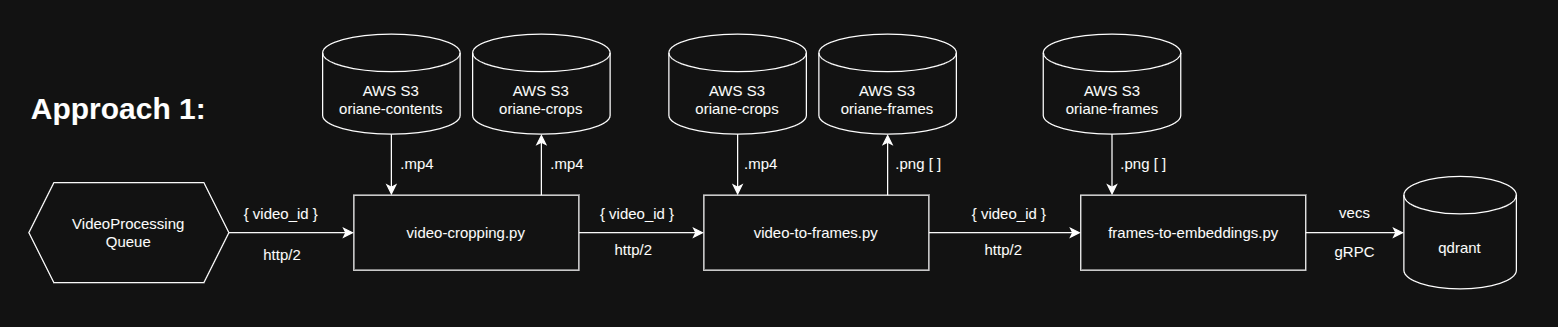 Approach 1:
AWS S3
oriane-contents
AWS S3
oriane-crops
AWS S3
oriane-crops
AWS S3
oriane-frames
AWS S3
oriane-frames
.mp4
.mp4
.mp4
.png [ ]
.png [ ]
VideoProcessing
Queue
{ video_id }
http/2
video-cropping.py
{ video_id }
http/2
video-to-frames.py
{ video_id }
http/2
frames-to-embeddings.py
vecs
gRPC
qdrant